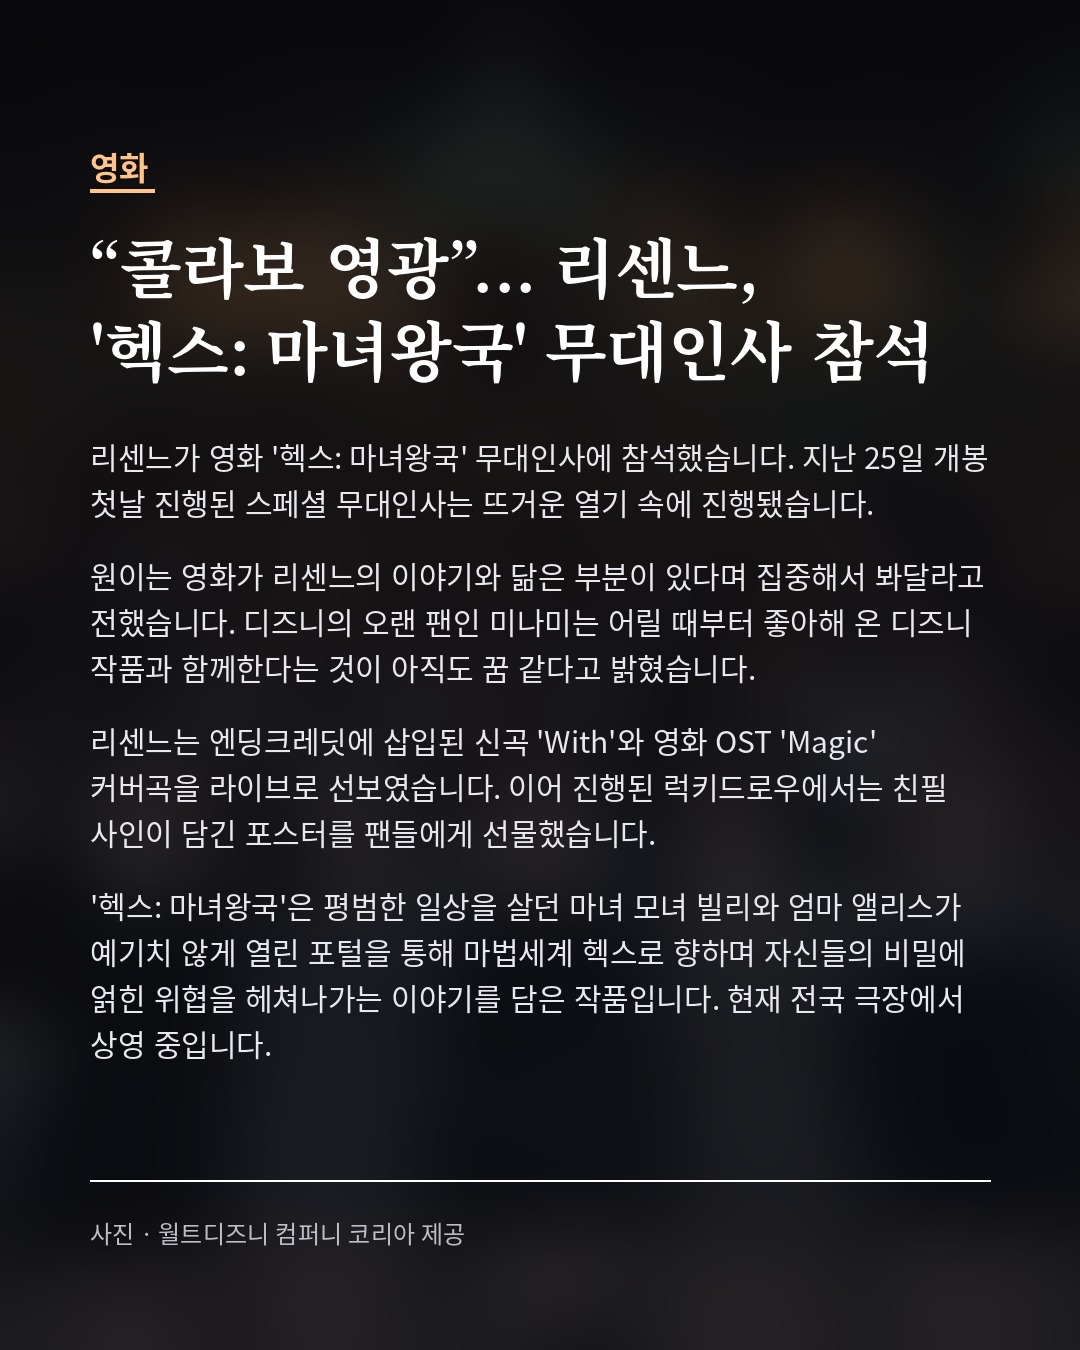 영화
“콜라보 영광”... 리센느,
'헥스: 마녀왕국' 무대인사 참석
리센느가 영화 '헥스: 마녀왕국' 무대인사에 참석했습니다. 지난 25일 개봉
첫날 진행된 스페셜 무대인사는 뜨거운 열기 속에 진행됐습니다.
원이는 영화가 리센느의 이야기와 닮은 부분이 있다며 집중해서 봐달라고
전했습니다. 디즈니의 오랜 팬인 미나미는 어릴 때부터 좋아해 온 디즈니
작품과 함께한다는 것이 아직도 꿈 같다고 밝혔습니다.
리센느는 엔딩크레딧에 삽입된 신곡 'With'와 영화 OST 'Magic'
커버곡을 라이브로 선보였습니다. 이어 진행된 럭키드로우에서는 친필
사인이 담긴 포스터를 팬들에게 선물했습니다.
'헥스: 마녀왕국'은 평범한 일상을 살던 마녀 모녀 빌리와 엄마 앨리스가
예기치 않게 열린 포털을 통해 마법세계 헥스로 향하며 자신들의 비밀에
얽힌 위협을 헤쳐나가는 이야기를 담은 작품입니다. 현재 전국 극장에서
상영 중입니다.
사진 · 월트디즈니 컴퍼니 코리아 제공